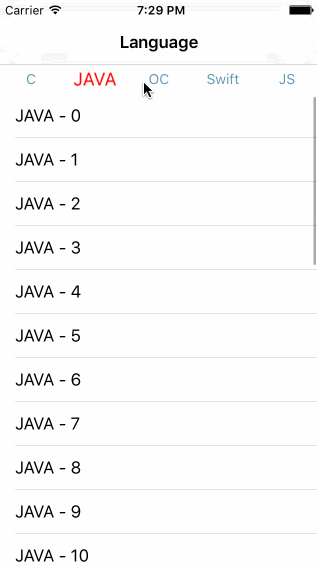 Carrier 7:29 PM
Language
C JAVA OC Swift JS
JAVA - 0
JAVA - 1
JAVA - 2
JAVA - 3
JAVA - 4
JAVA - 5
JAVA - 6
JAVA - 7
JAVA - 8
JAVA - 9
JAVA - 10